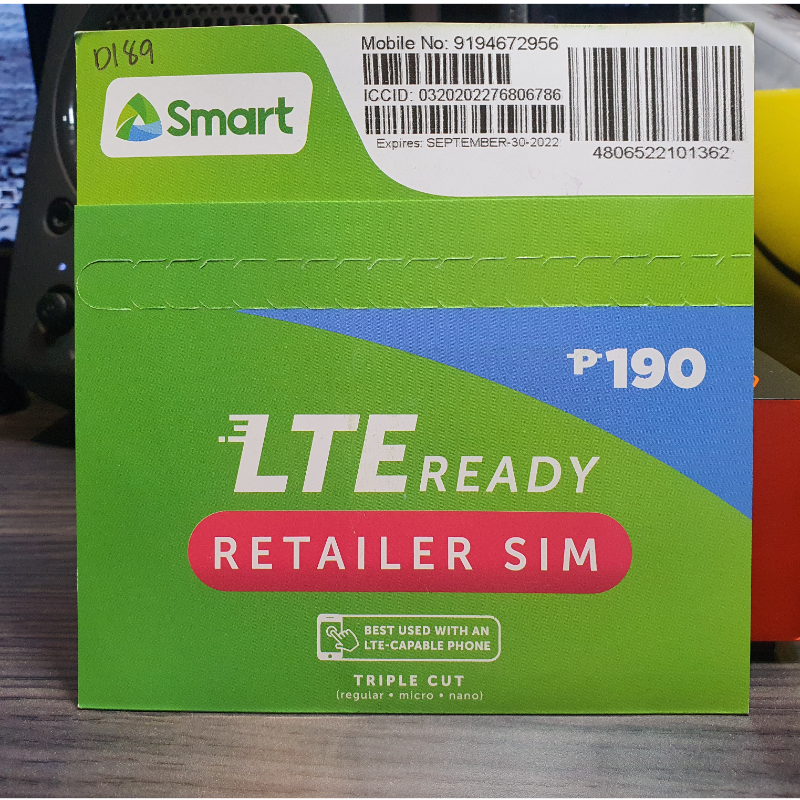 D189
Smart
Mobile No: 9194672956
ICCID: 0320202276806786
Expires: SEPTEMBER-30-2022
4806522101362
₱190
LTE READY
RETAILER SIM
BEST USED WITH AN
LTE-CAPABLE PHONE
TRIPLE CUT
(regular • micro • nano)